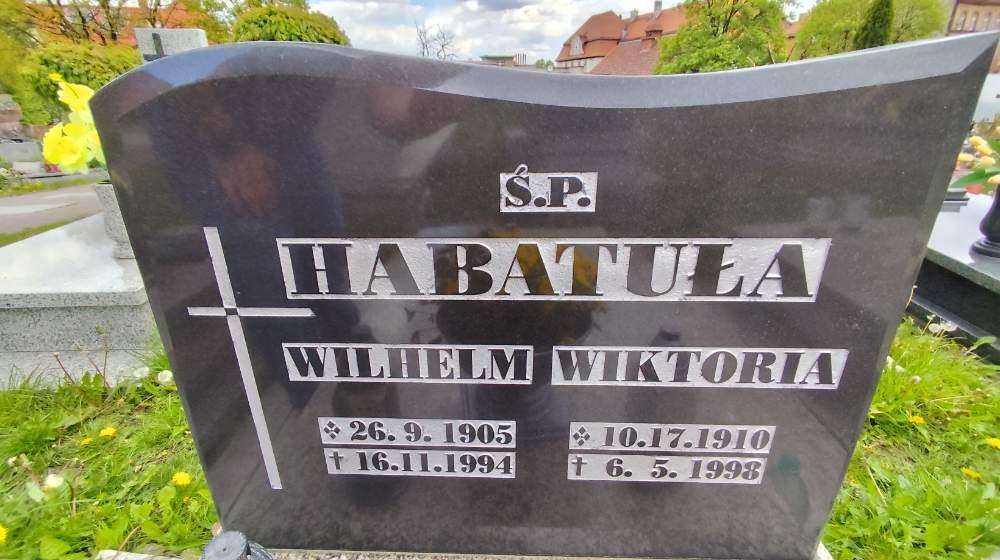 Ś.P.
HABATUŁA
WILHELM WIKTORIA
26. 9. 1905 10.17.1910
† 16.11.1994 † 6. 5. 1998